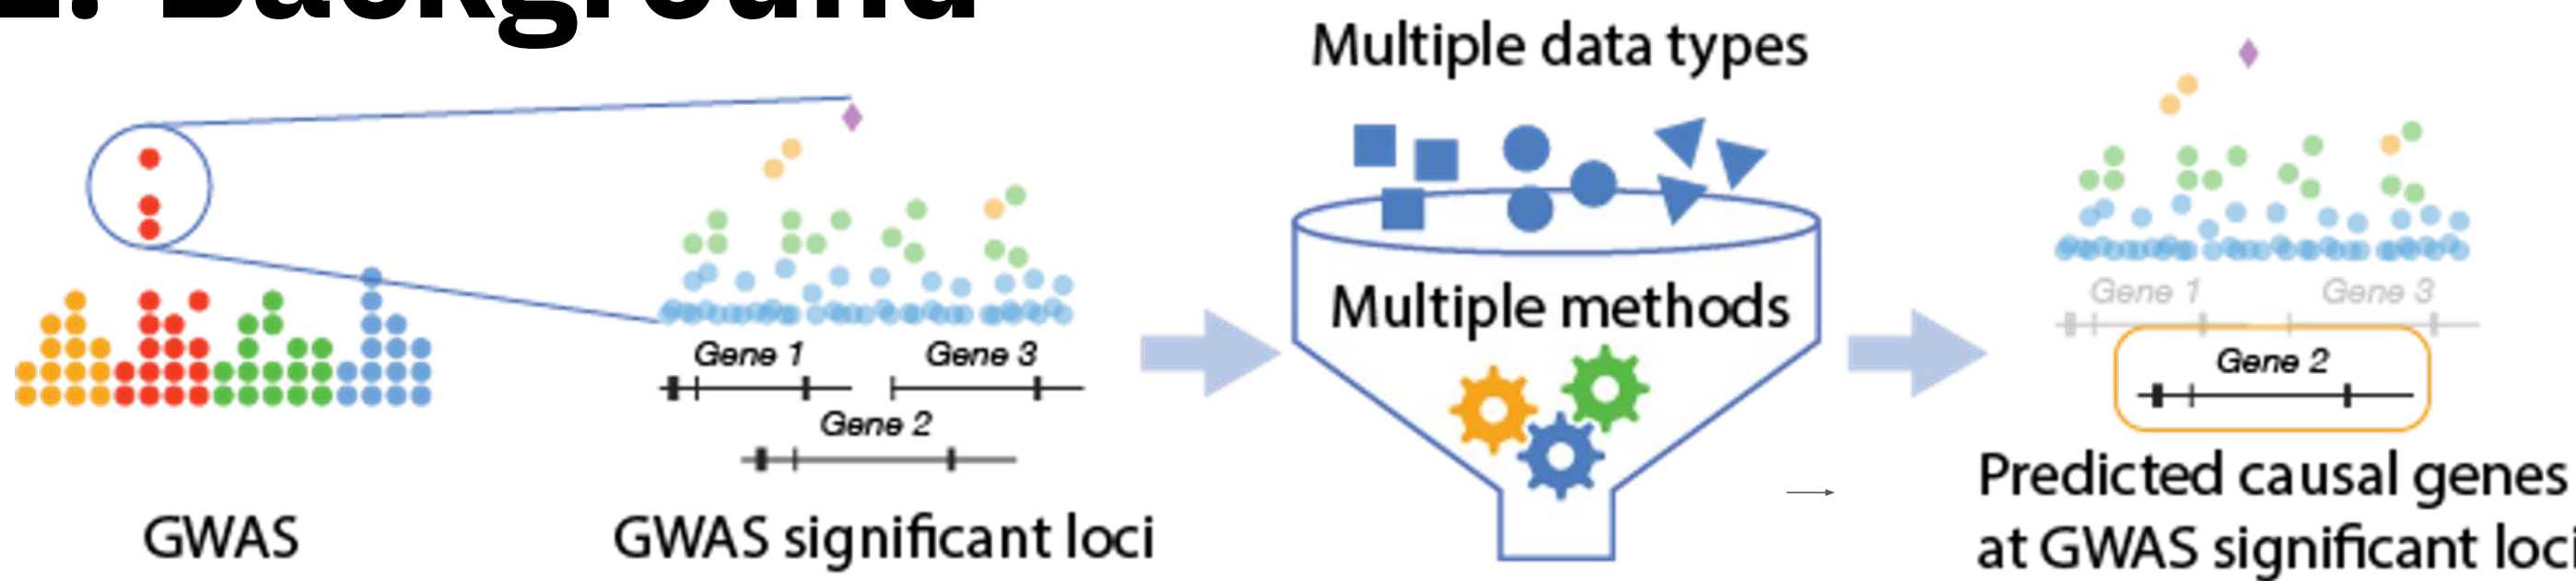 Background
GWAS
Gene 1
Gene 3
Gene 2
GWAS significant loci
Multiple data types
Multiple methods
Gene 1
Gene 3
Gene 2
Predicted causal genes
at GWAS significant loci